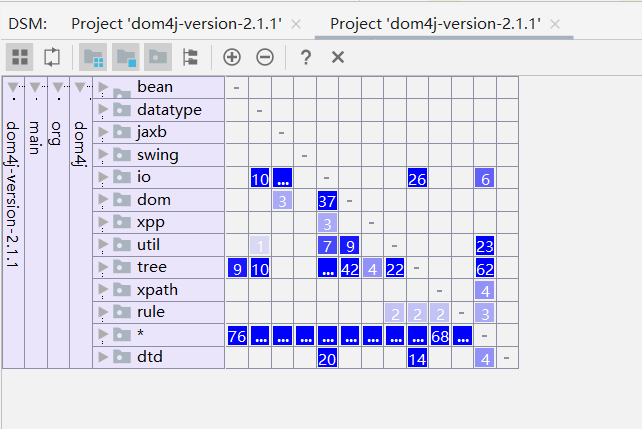 DSM: Project 'dom4j-version-2.1.1' × Project 'dom4j-version-2.1.1' ×
? ×
dom4j-version-2.1.1
main
org
dom4j
bean -
datatype -
jaxb -
swing -
io 10 ... - 26 6
dom 3 37 -
xpp 3 -
util 1 7 9 - 23
tree 9 10 ... 42 4 22 - 62
xpath - 4
rule 2 2 2 - 3
* 76 ... ... ... ... ... ... ... ... 68 ... -
dtd 20 14 4 -